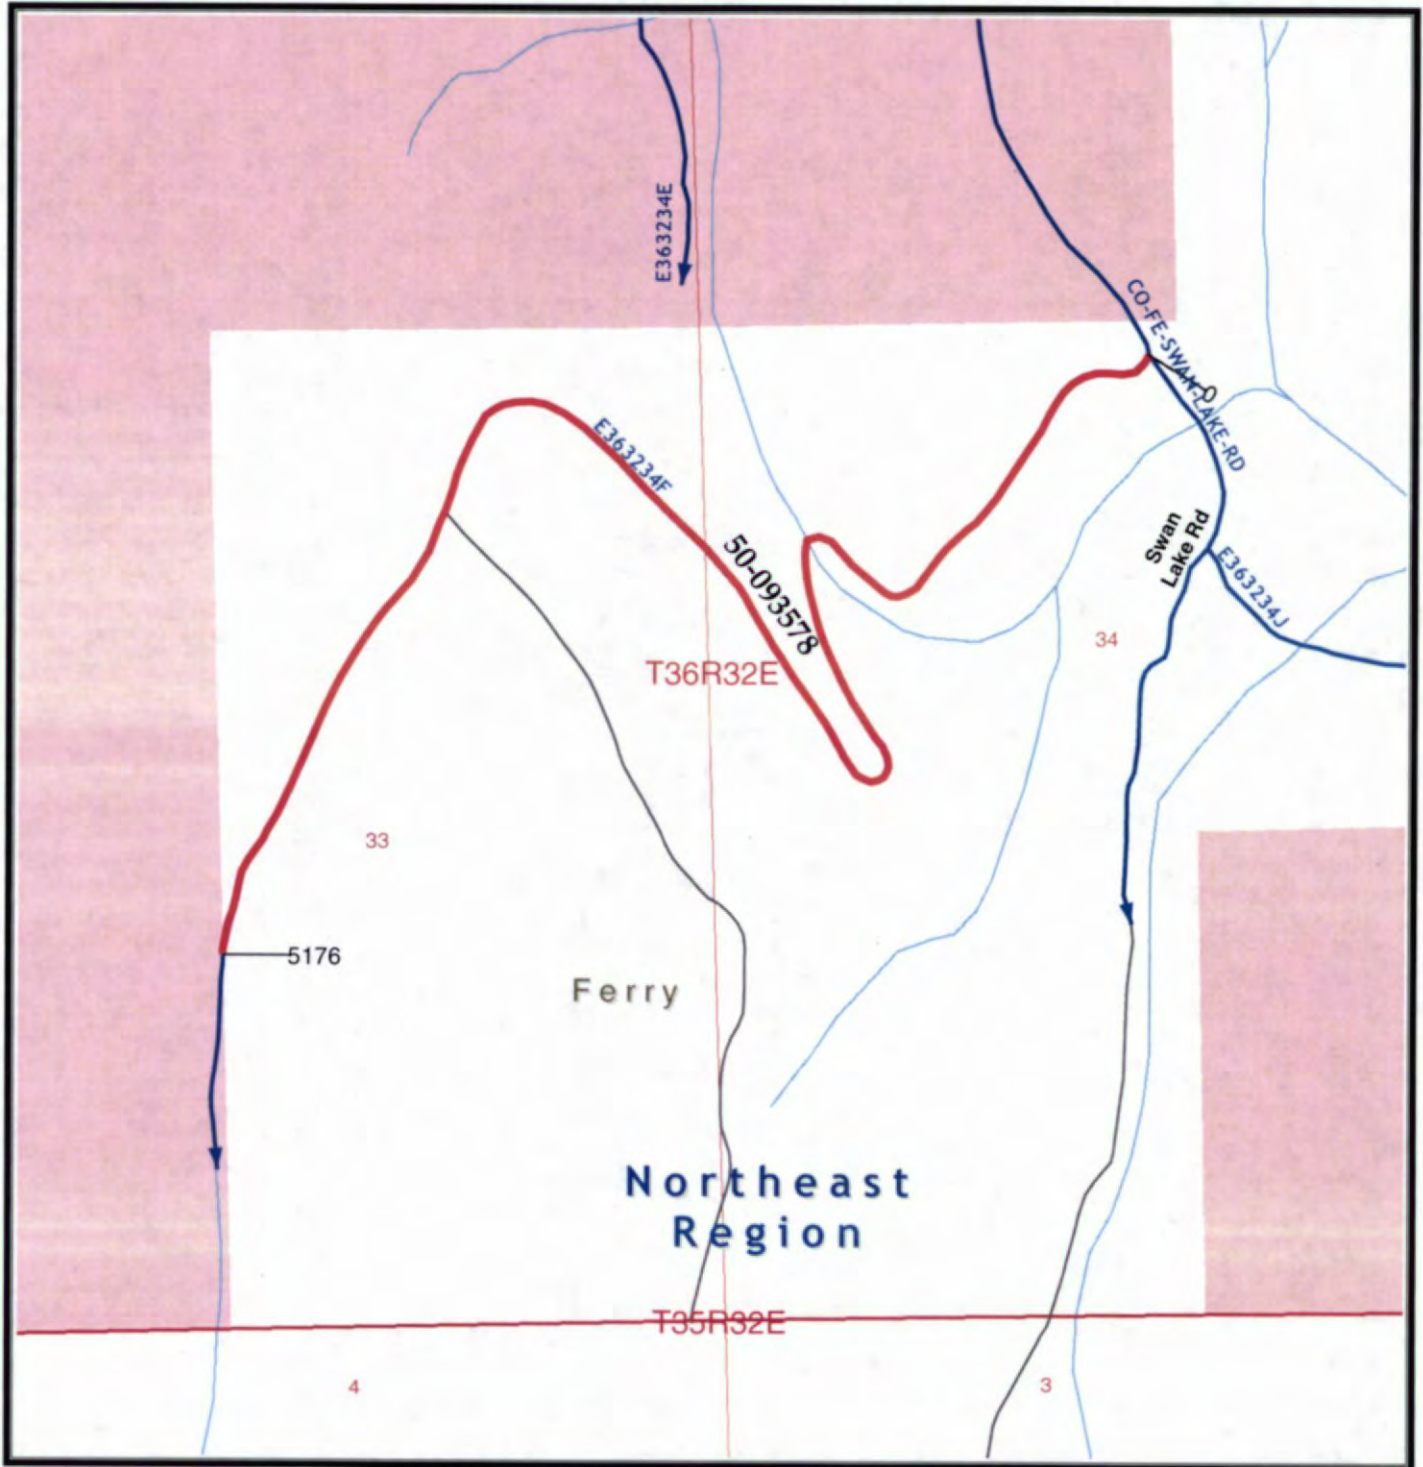 E363234E
CO-FE-SWAN-LAKE-RD
0
E363234F
Swan
Lake Rd
E363234J
50-093578
34
T36R32E
33
5176
Ferry
Northeast
Region
T35R32E
4
3